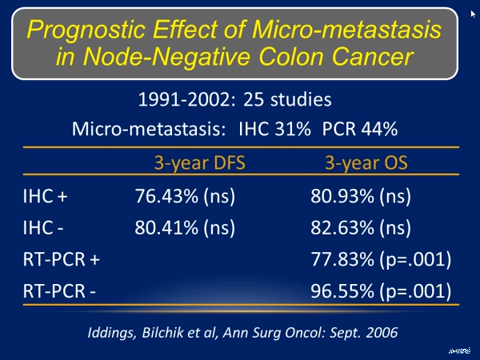 Prognostic Effect of Micro-metastasis
in Node-Negative Colon Cancer
1991-2002: 25 studies
Micro-metastasis: IHC 31% PCR 44%
3-year DFS 3-year OS
IHC + 76.43% (ns) 80.93% (ns)
IHC - 80.41% (ns) 82.63% (ns)
RT-PCR + 77.83% (p=.001)
RT-PCR - 96.55% (p=.001)
Iddings, Bilchik et al, Ann Surg Oncol: Sept. 2006